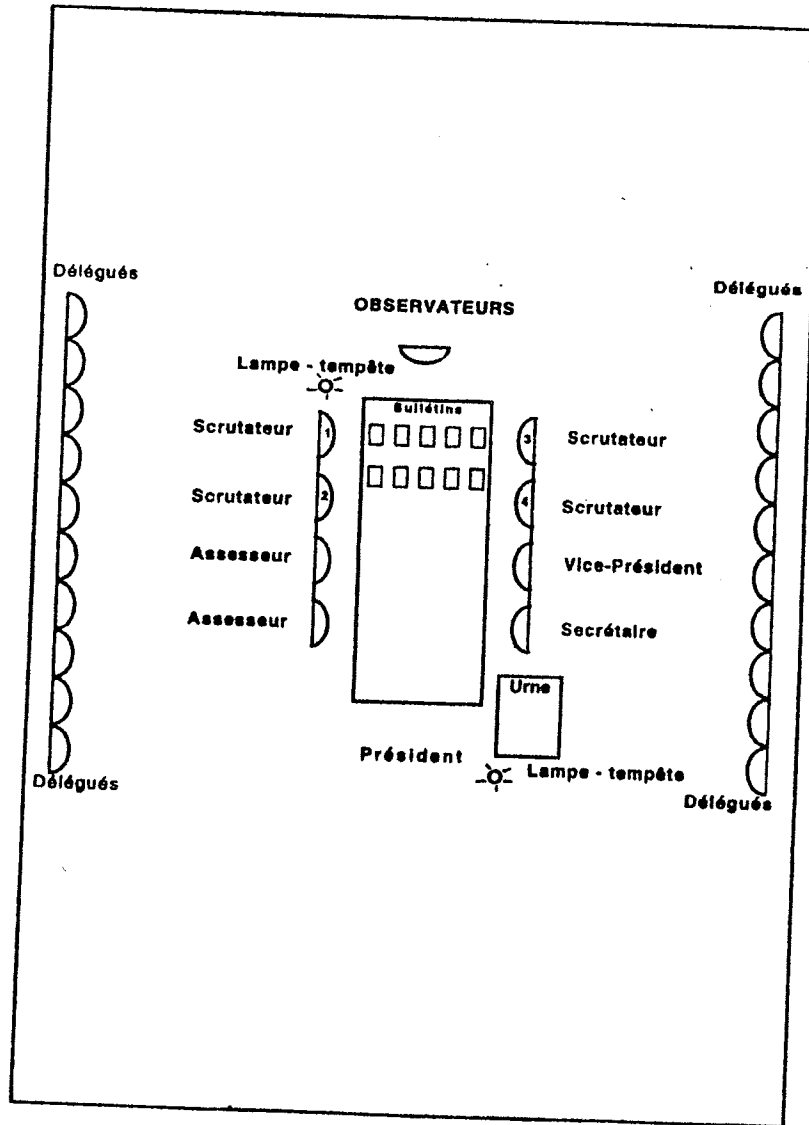 Délégués
Délégués
OBSERVATEURS
Lampe - tempête
Bullétins
Scrutateur 1
3 Scrutateur
Scrutateur 2
4 Scrutateur
Assesseur
Vice-Président
Assesseur
Secrétaire
Urne
Président
Lampe - tempête
Délégués
Délégués